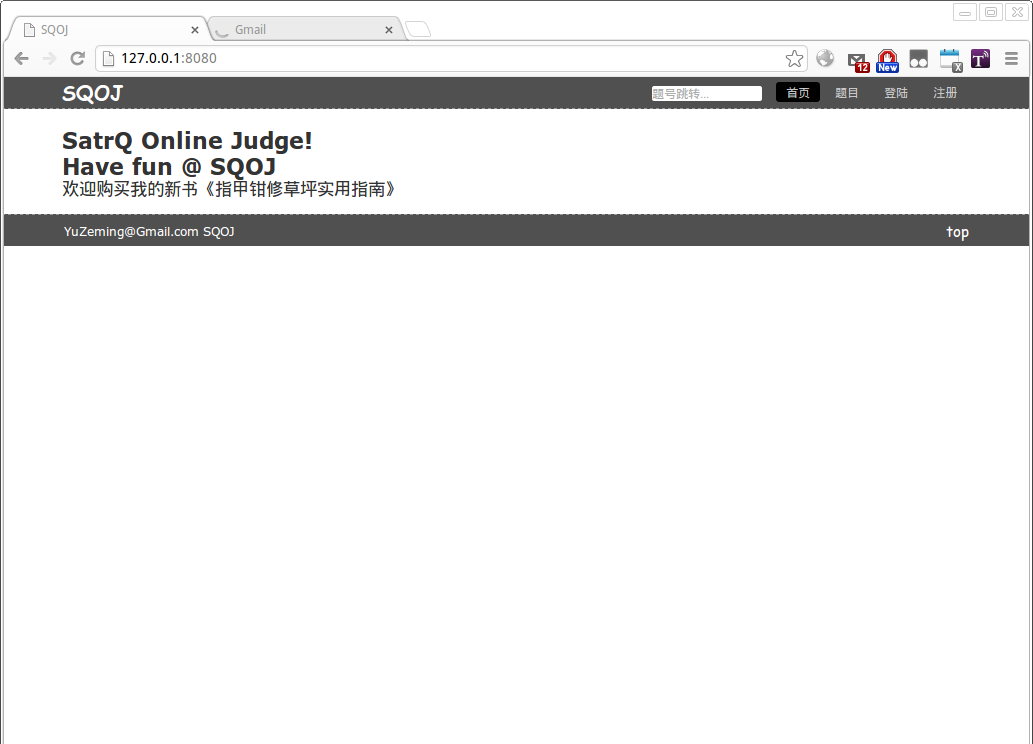 SQOJ
Gmail
127.0.0.1:8080
12
New
X
T
SQOJ
题号跳转...
首页
题目
登陆
注册
SatrQ Online Judge!
Have fun @ SQOJ
欢迎购买我的新书《指甲钳修草坪实用指南》
YuZeming@Gmail.com SQOJ
top